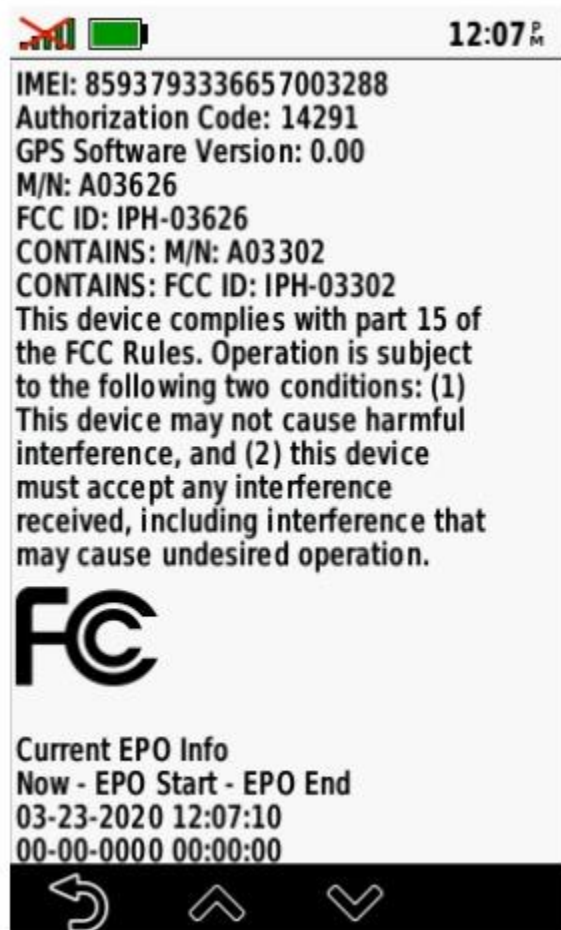 12:07 PM
IMEI: 8593793336657003288
Authorization Code: 14291
GPS Software Version: 0.00
M/N: A03626
FCC ID: IPH-03626
CONTAINS: M/N: A03302
CONTAINS: FCC ID: IPH-03302
This device complies with part 15 of
the FCC Rules. Operation is subject
to the following two conditions: (1)
This device may not cause harmful
interference, and (2) this device
must accept any interference
received, including interference that
may cause undesired operation.
FC
Current EPO Info
Now - EPO Start - EPO End
03-23-2020 12:07:10
00-00-0000 00:00:00